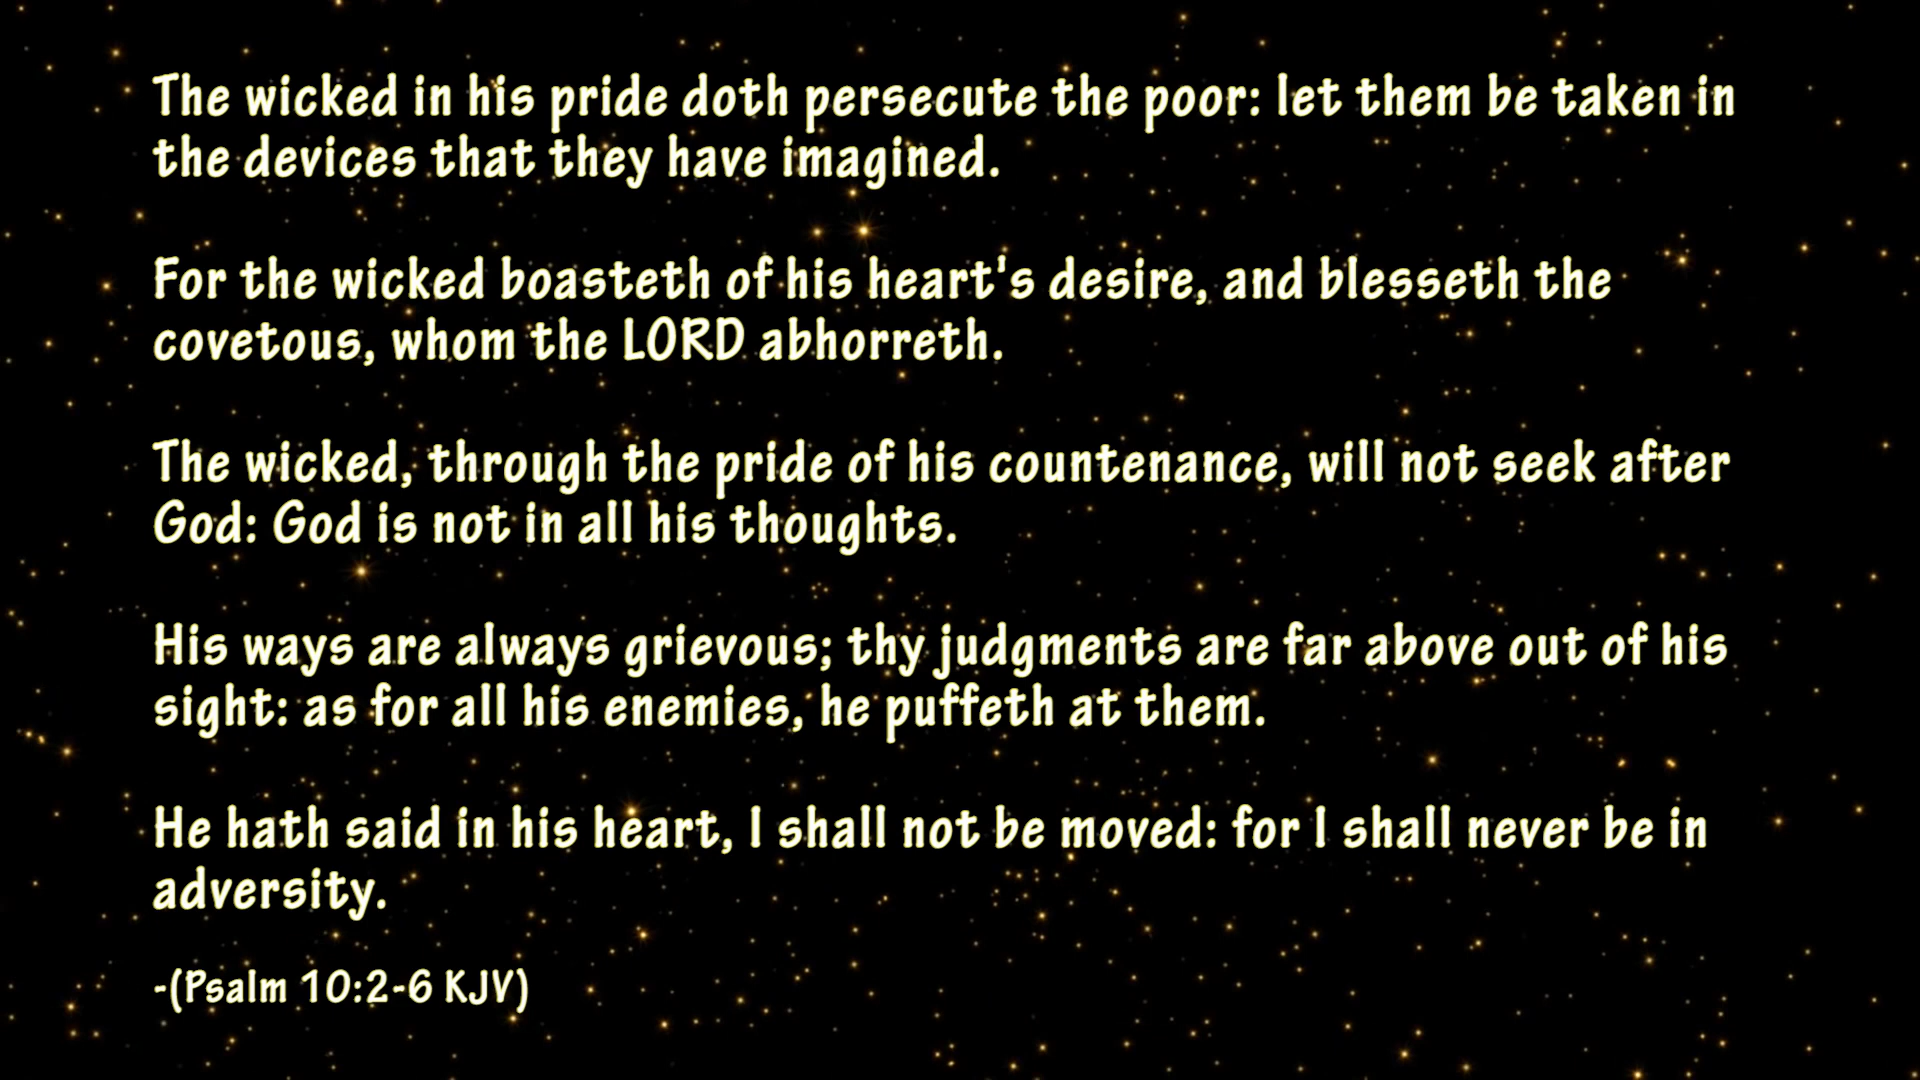 The wicked in his pride doth persecute the poor: let them be taken in
the devices that they have imagined.
For the wicked boasteth of his heart's desire, and blesseth the
covetous, whom the LORD abhorreth.
The wicked, through the pride of his countenance, will not seek after
God: God is not in all his thoughts.
His ways are always grievous; thy judgments are far above out of his
sight: as for all his enemies, he puffeth at them.
He hath said in his heart, I shall not be moved: for I shall never be in
adversity.
-(Psalm 10:2-6 KJV)